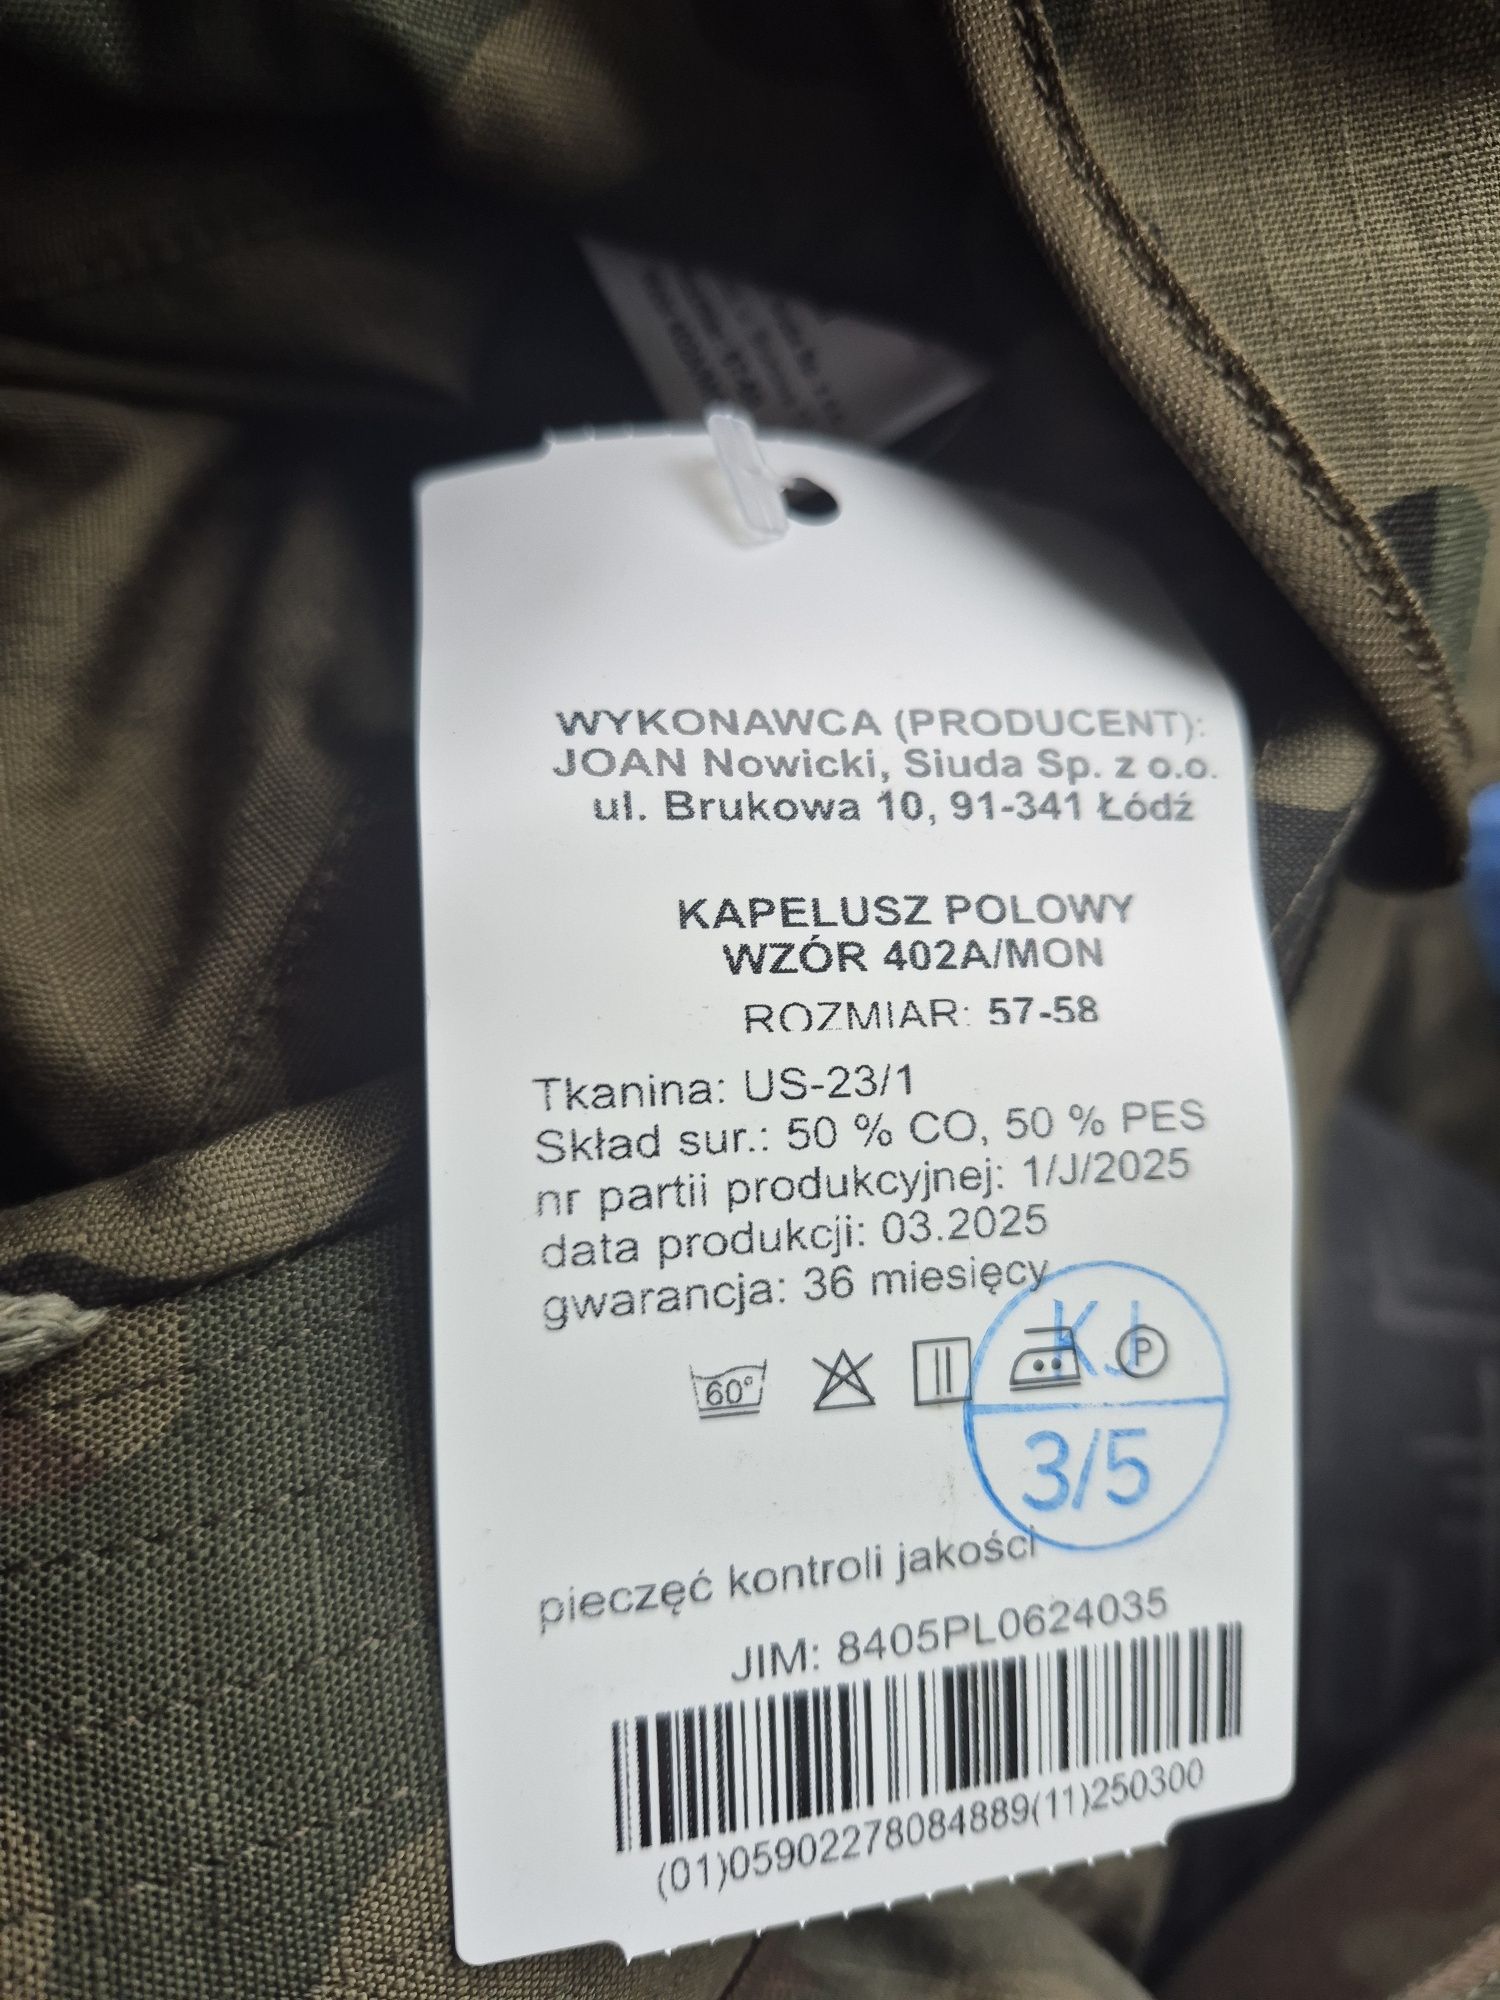 WYKONAWCA (PRODUCENT):
JOAN Nowicki, Siuda Sp. z o.o.
ul. Brukowa 10, 91-341 Łódź
KAPELUSZ POLOWY
WZÓR 402A/MON
ROZMIAR: 57-58
Tkanina: US-23/1
Skład sur.: 50 % CO, 50 % PES
nr partii produkcyjnej: 1/J/2025
data produkcji: 03.2025
gwarancja: 36 miesięcy
60°
P
KJ
3/5
pieczęć kontroli jakości
JIM: 8405PL0624035
(01)05902278084889(11)250300